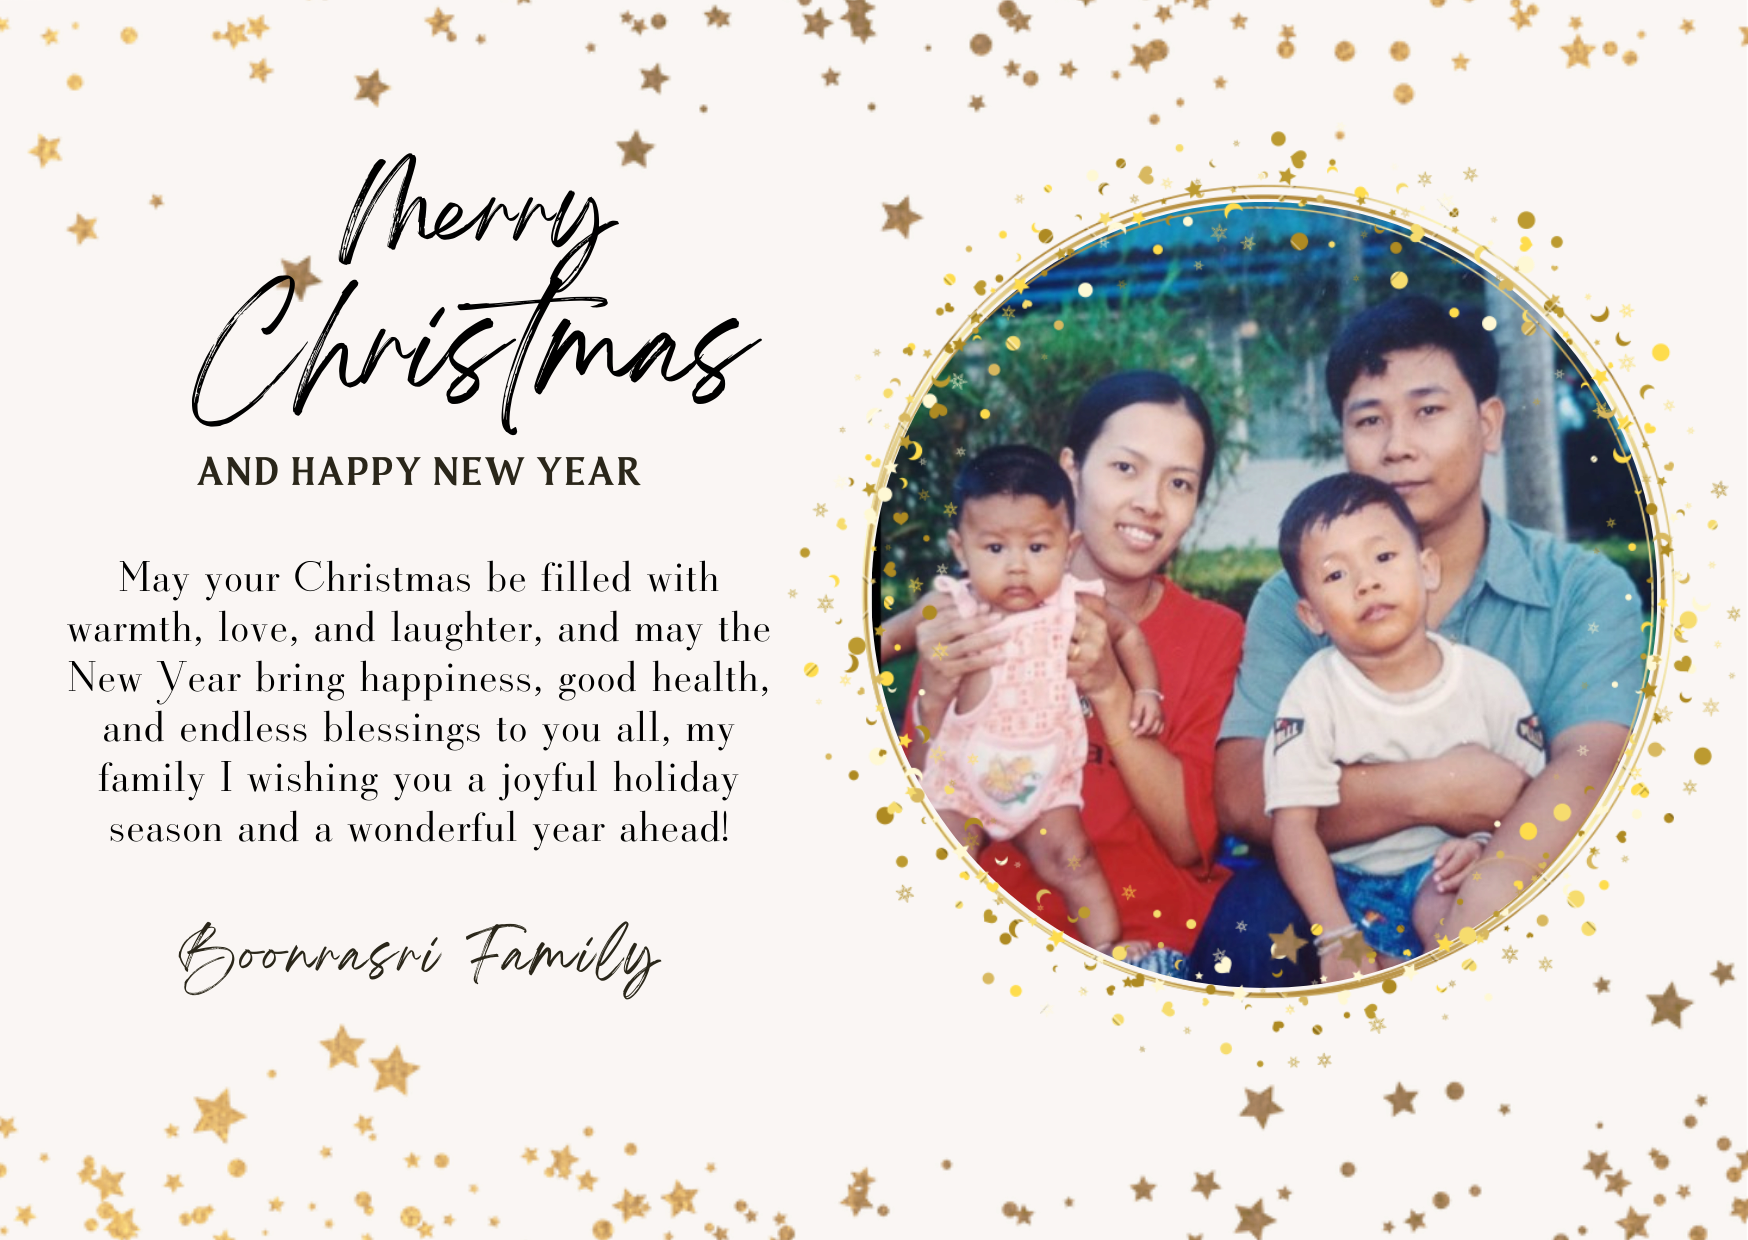 Merry
Christmas
AND HAPPY NEW YEAR
May your Christmas be filled with
warmth, love, and laughter, and may the
New Year bring happiness, good health,
and endless blessings to you all, my
family I wishing you a joyful holiday
season and a wonderful year ahead!
Boonrasri Family